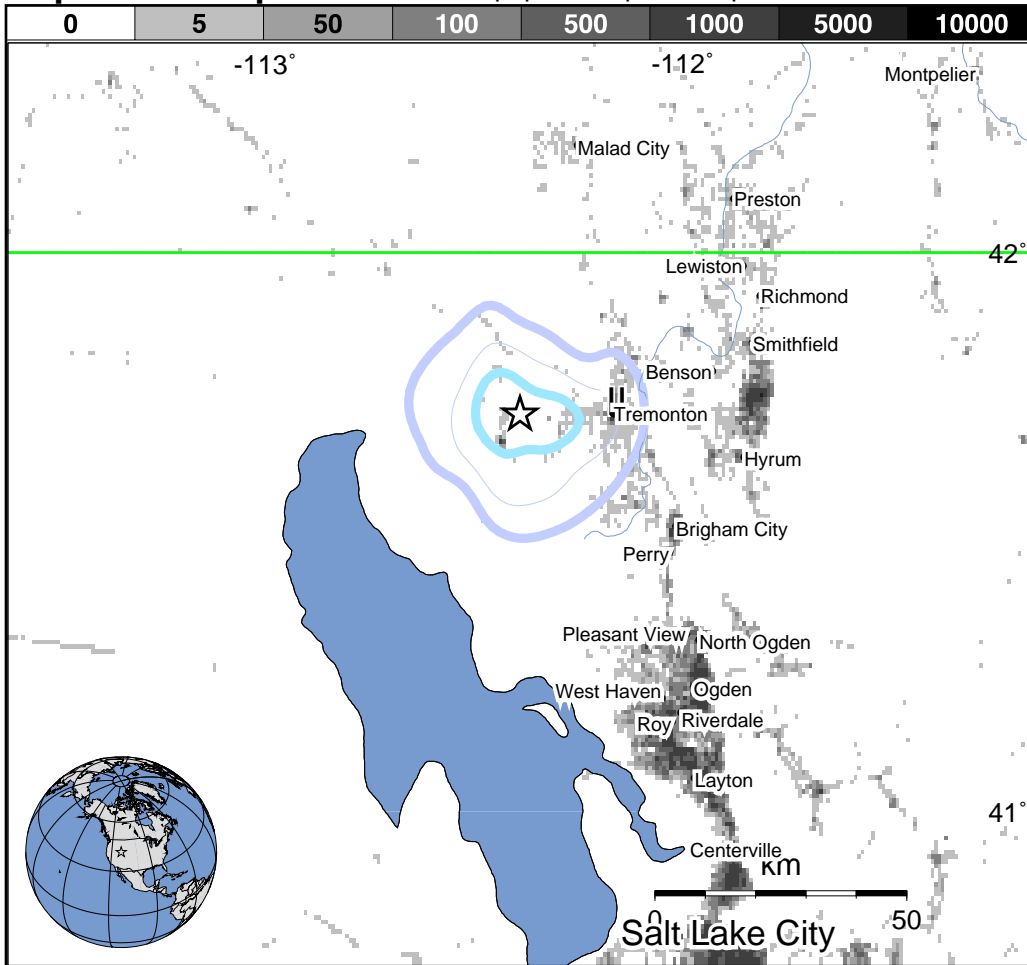 0 5 50 100 500 1000 5000 10000
-113° -112°
Montpelier
Malad City
Preston
42°
Lewiston
Richmond
Smithfield
Benson
II
Tremonton
Hyrum
Brigham City
Perry
Pleasant View
North Ogden
West Haven
Ogden
Roy
Riverdale
Layton
41°
Centerville
km
0 50
Salt Lake City